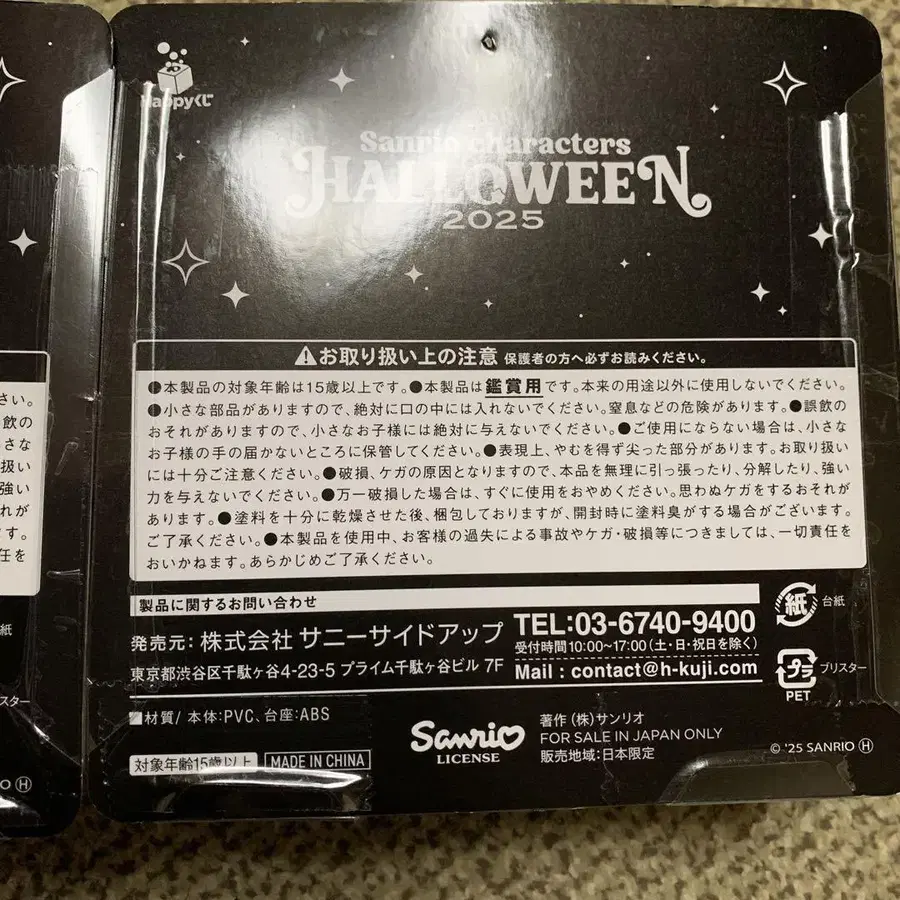 Happyくじ
Sanrio characters
HALLOWEEN
2025
⚠お取り扱い上の注意 保護者の方へ必ずお読みください。
●本製品の対象年齢は15歳以上です。●本製品は鑑賞用です。本来の用途以外に使用しないでください。
●小さな部品がありますので、絶対に口の中には入れないでください。窒息などの危険があります。●誤飲の
おそれがありますので、小さなお子様には絶対に与えないでください。●ご使用にならない場合は、小さな
お子様の手の届かないところに保管してください。●表現上、やむを得ず尖った部分があります。お取り扱い
には十分ご注意ください。●破損、ケガの原因となりますので、本品を無理に引っ張ったり、分解したり、強い
力を与えないでください。●万一破損した場合は、すぐに使用をおやめください。思わぬケガをするおそれが
あります。●塗料を十分に乾燥させた後、梱包しておりますが、開封時に塗料臭がする場合がございます。
ご了承ください。●本製品を使用中、お客様の過失による事故やケガ・破損等につきましては、一切責任を
おいかねます。あらかじめご了承ください。
製品に関するお問い合わせ
発売元: 株式会社 サニーサイドアップ
東京都渋谷区千駄ヶ谷4-23-5 プライム千駄ヶ谷ビル 7F
TEL:03-6740-9400
受付時間10:00~17:00(土・日・祝日を除く)
Mail : contact@h-kuji.com
紙 台紙
プラ ブリスター
PET
■材質/ 本体:PVC、台座:ABS
対象年齢15歳以上
MADE IN CHINA
Sanrio
LICENSE
著作 (株)サンリオ
FOR SALE IN JAPAN ONLY
販売地域:日本限定
© '25 SANRIO Ⓗ
さい。
飲の
さな
扱い
強い
れが
す。
任を
紙
スター
O Ⓗ